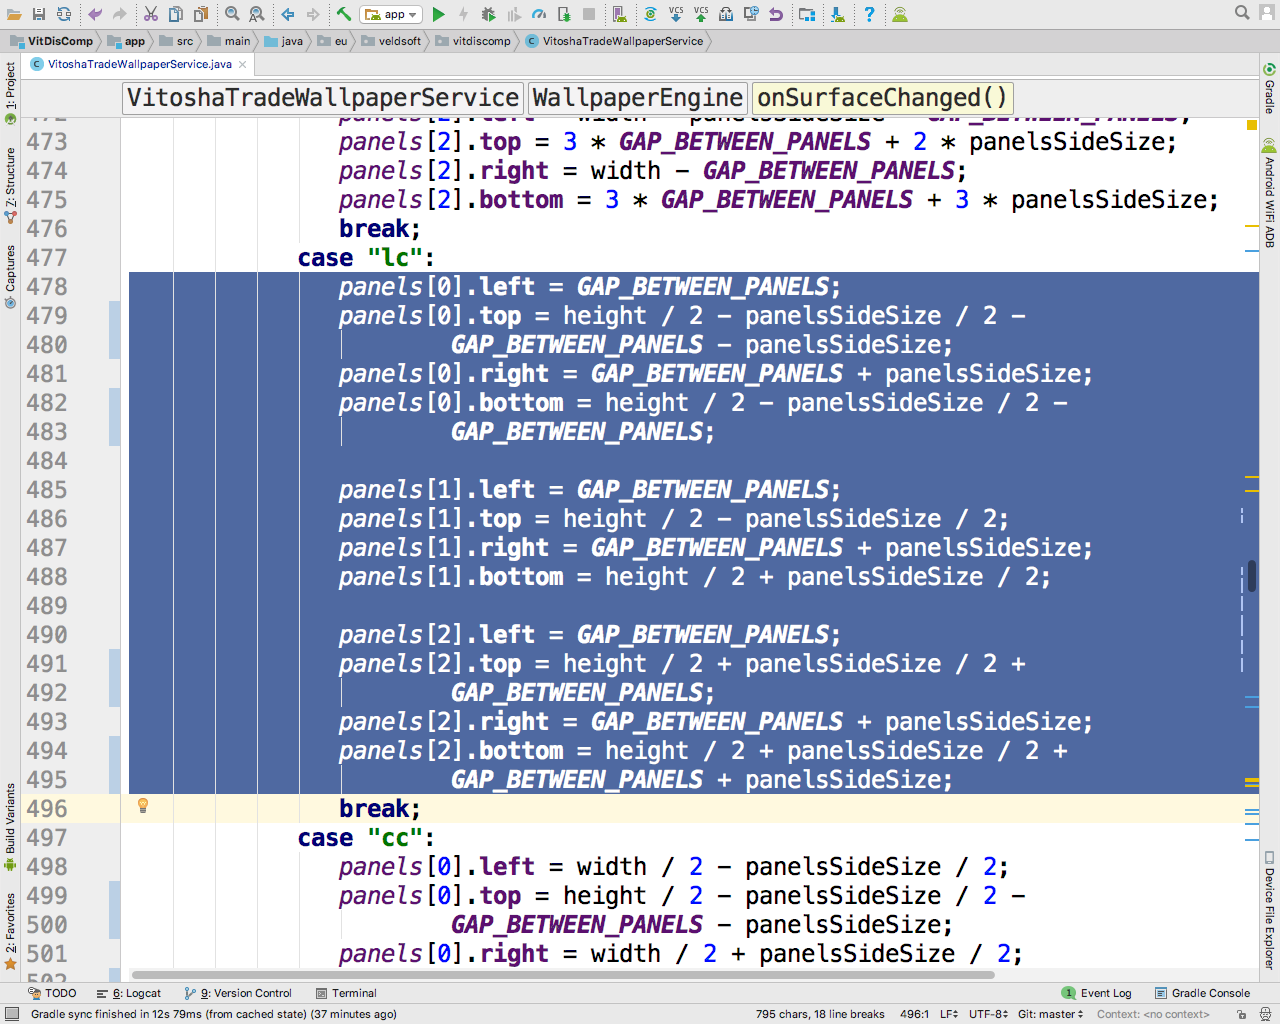 app
VCS VCS
VitDisComp app src main java eu veldsoft vitdiscomp VitoshaTradeWallpaperService
VitoshaTradeWallpaperService.java
VitoshaTradeWallpaperService WallpaperEngine onSurfaceChanged()
473 panels[2].top = 3 * GAP_BETWEEN_PANELS + 2 * panelsSideSize;
474 panels[2].right = width - GAP_BETWEEN_PANELS;
475 panels[2].bottom = 3 * GAP_BETWEEN_PANELS + 3 * panelsSideSize;
476 break;
477 case "lc":
478 panels[0].left = GAP_BETWEEN_PANELS;
479 panels[0].top = height / 2 - panelsSideSize / 2 -
480 GAP_BETWEEN_PANELS - panelsSideSize;
481 panels[0].right = GAP_BETWEEN_PANELS + panelsSideSize;
482 panels[0].bottom = height / 2 - panelsSideSize / 2 -
483 GAP_BETWEEN_PANELS;
484
485 panels[1].left = GAP_BETWEEN_PANELS;
486 panels[1].top = height / 2 - panelsSideSize / 2;
487 panels[1].right = GAP_BETWEEN_PANELS + panelsSideSize;
488 panels[1].bottom = height / 2 + panelsSideSize / 2;
489
490 panels[2].left = GAP_BETWEEN_PANELS;
491 panels[2].top = height / 2 + panelsSideSize / 2 +
492 GAP_BETWEEN_PANELS;
493 panels[2].right = GAP_BETWEEN_PANELS + panelsSideSize;
494 panels[2].bottom = height / 2 + panelsSideSize / 2 +
495 GAP_BETWEEN_PANELS + panelsSideSize;
496 break;
497 case "cc":
498 panels[0].left = width / 2 - panelsSideSize / 2;
499 panels[0].top = height / 2 - panelsSideSize / 2 -
500 GAP_BETWEEN_PANELS - panelsSideSize;
501 panels[0].right = width / 2 + panelsSideSize / 2;
1: Project
7: Structure
Captures
Build Variants
2: Favorites
Gradle
Android WiFi ADB
Device File Explorer
TODO 6: Logcat 9: Version Control Terminal 1 Event Log Gradle Console
Gradle sync finished in 12s 79ms (from cached state) (37 minutes ago) 795 chars, 18 line breaks 496:1 LF UTF-8 Git: master Context: <no context>